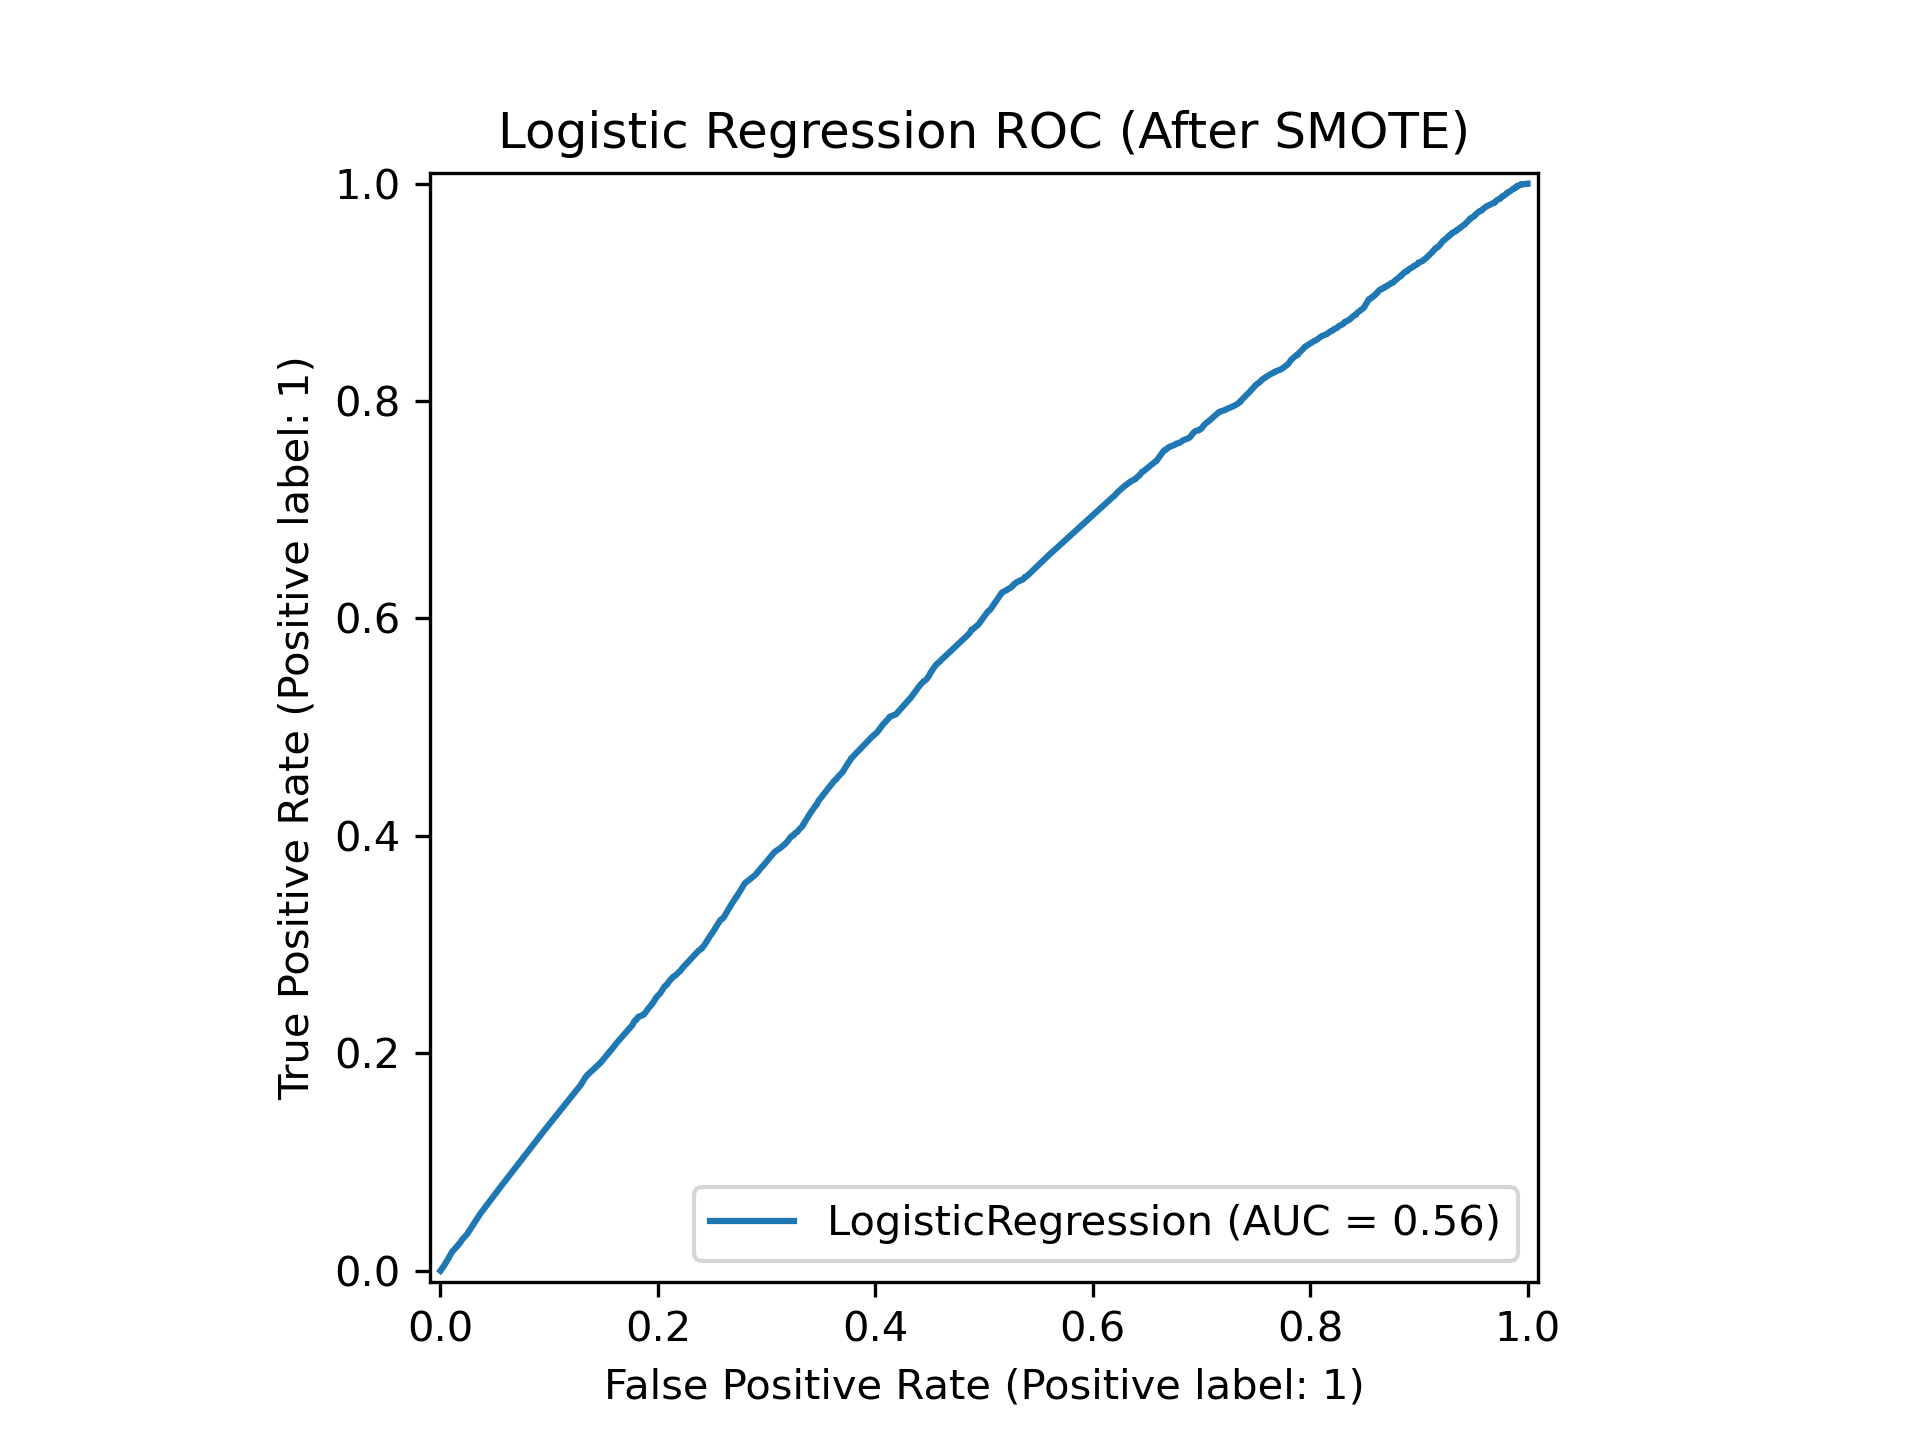 Logistic Regression ROC (After SMOTE)
1.0
0.8
0.6
0.4
0.2
0.0
True Positive Rate (Positive label: 1)
LogisticRegression (AUC = 0.56)
0.0 0.2 0.4 0.6 0.8 1.0
False Positive Rate (Positive label: 1)